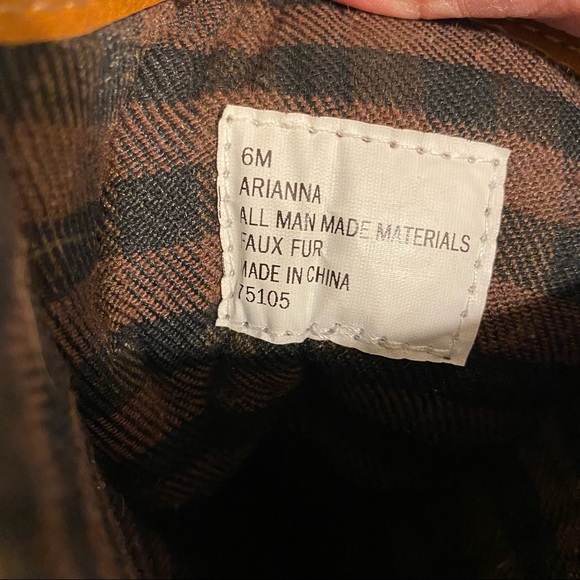 6M
ARIANNA
ALL MAN MADE MATERIALS
FAUX FUR
MADE IN CHINA
75105